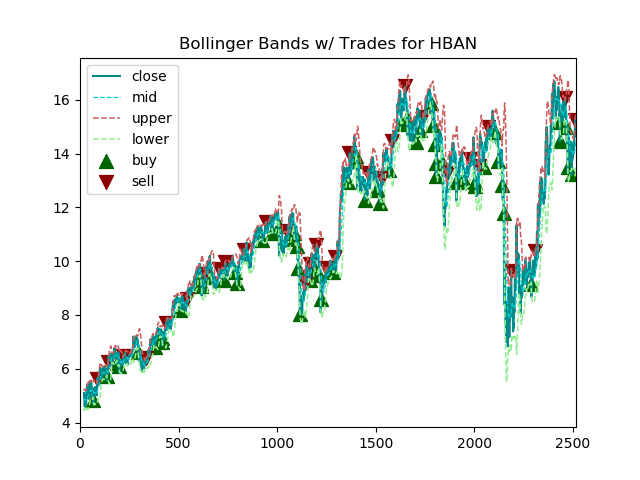 Bollinger Bands w/ Trades for HBAN
close
mid
upper
lower
buy
sell
16
14
12
10
8
6
4
0 500 1000 1500 2000 2500